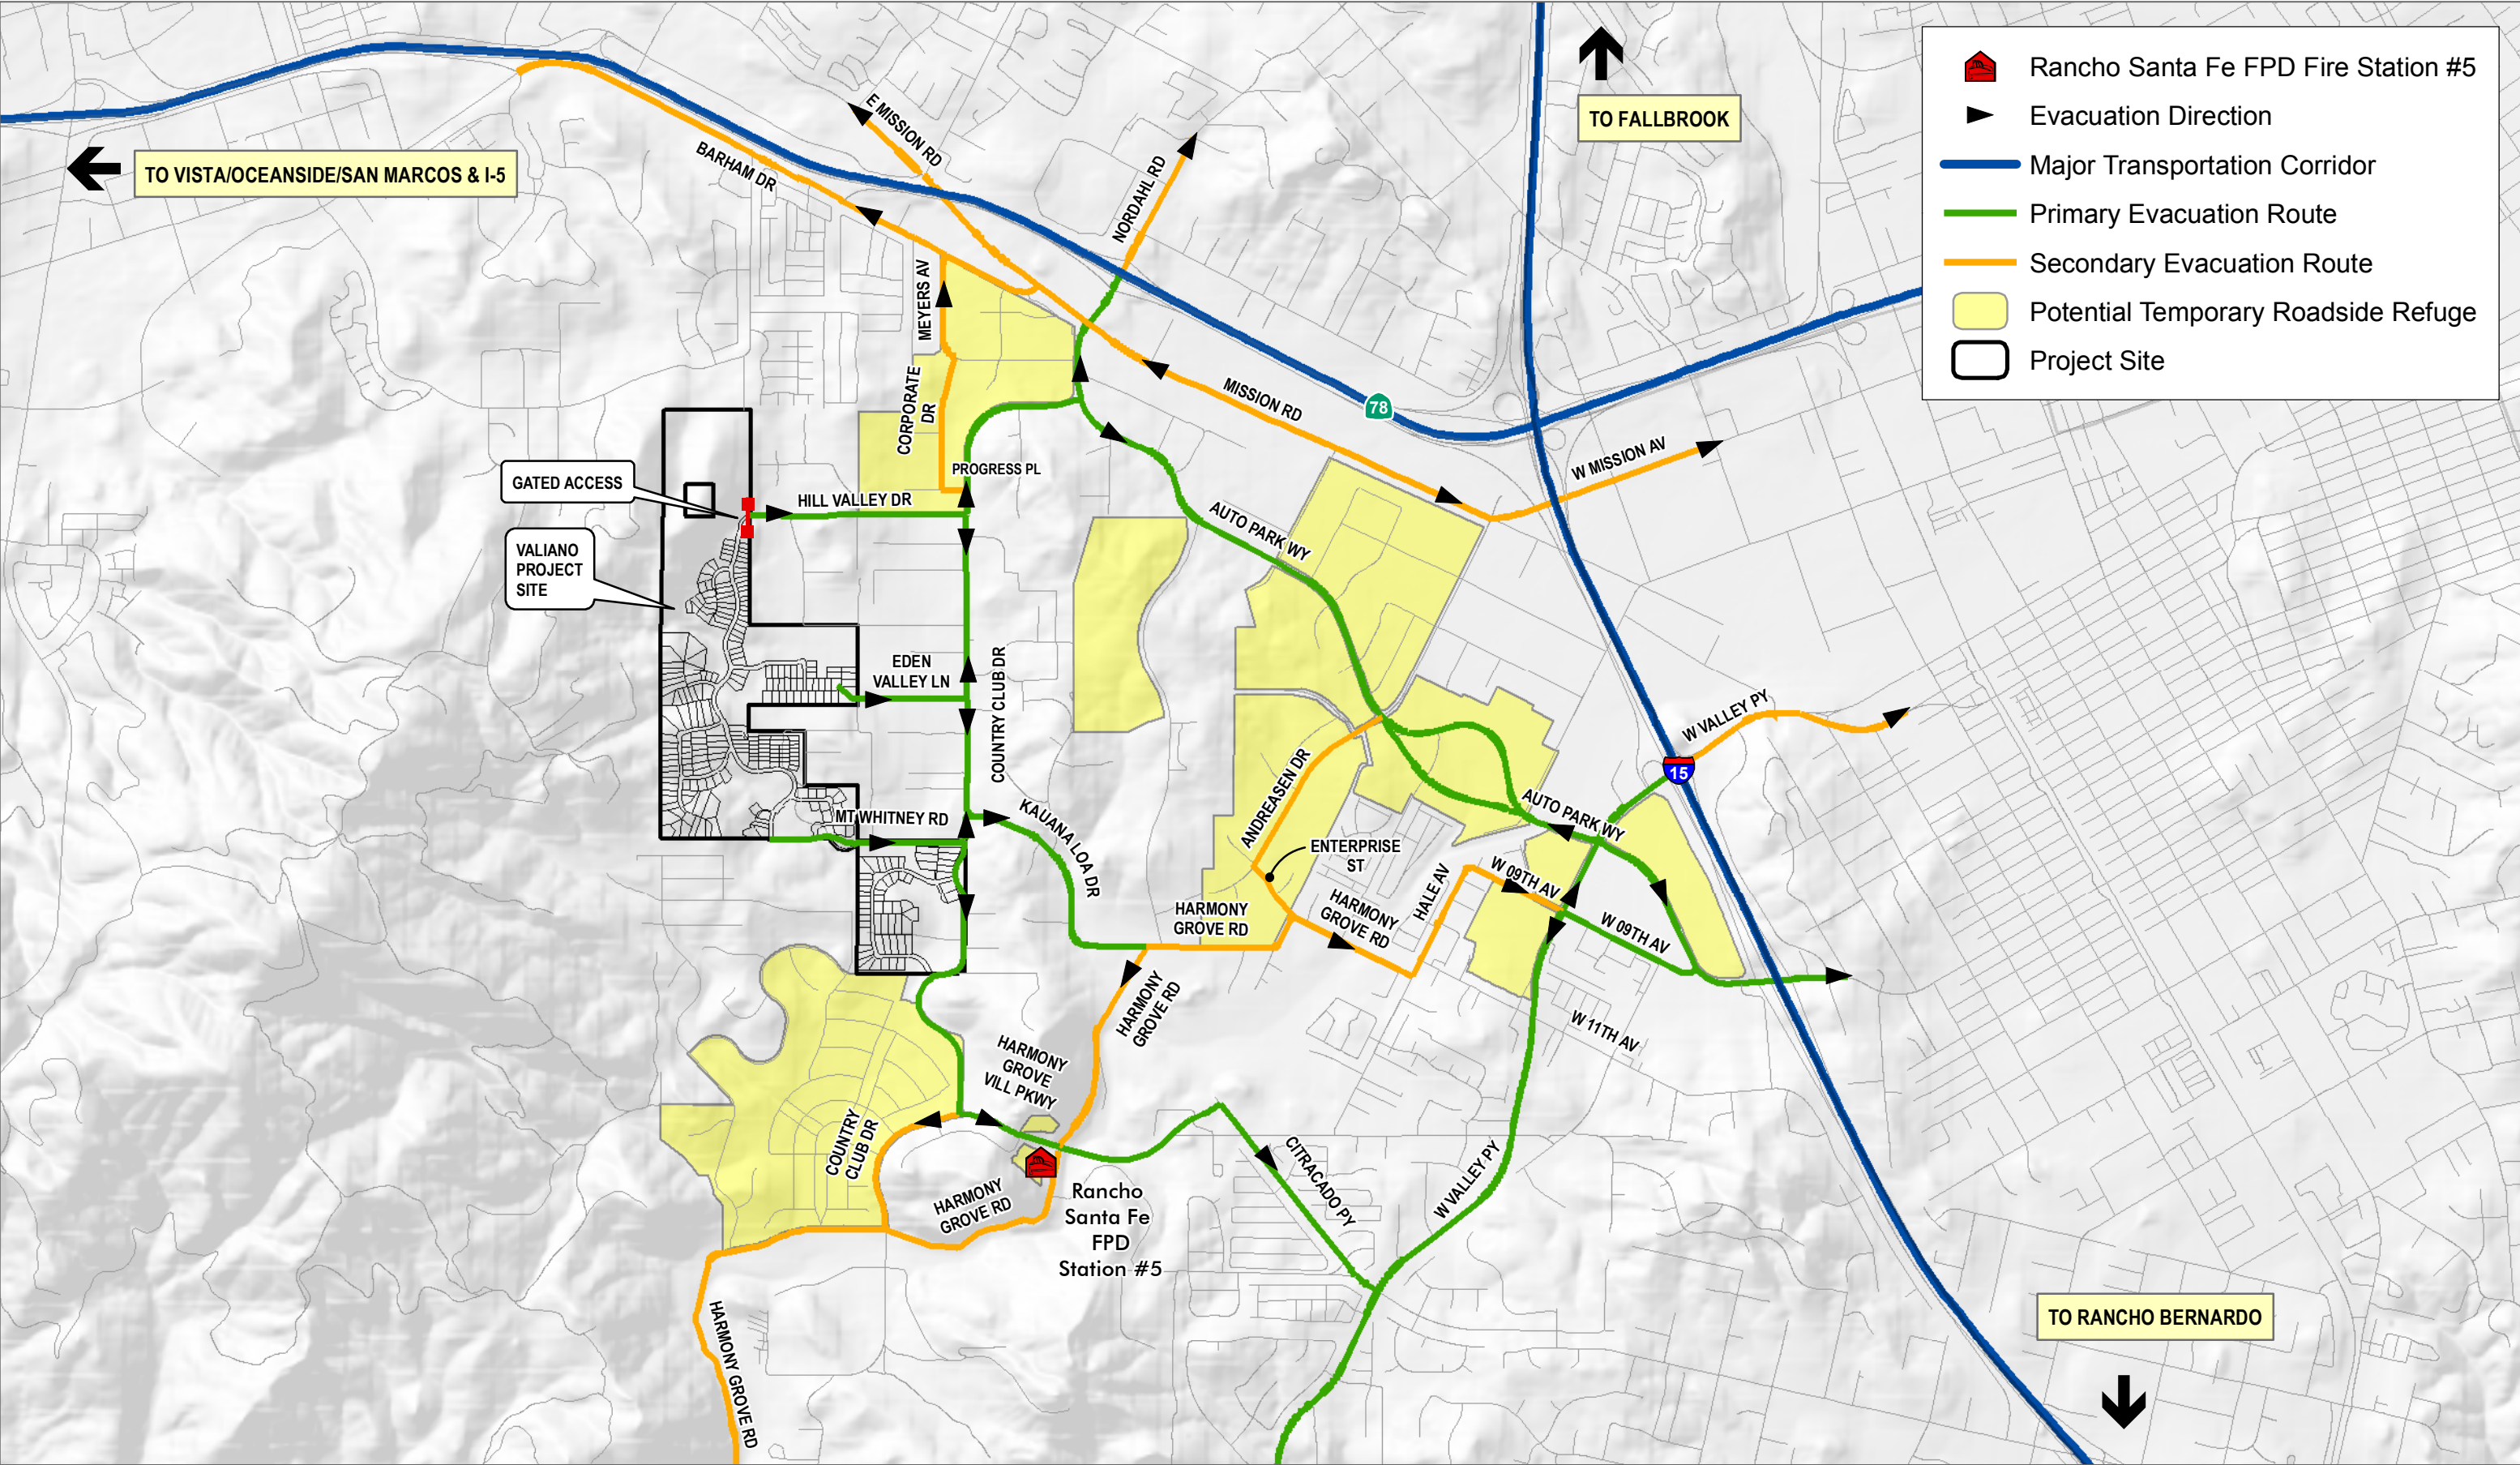 Rancho Santa Fe FPD Fire Station #5
Evacuation Direction
Major Transportation Corridor
Primary Evacuation Route
Secondary Evacuation Route
Potential Temporary Roadside Refuge
Project Site
TO FALLBROOK
TO VISTA/OCEANSIDE/SAN MARCOS & I-5
E MISSION RD
BARHAM DR
NORDAHL RD
MEYERS AV
CORPORATE
DR
MISSION RD
78
W MISSION AV
PROGRESS PL
GATED ACCESS
HILL VALLEY DR
VALIANO
PROJECT
SITE
AUTO PARK WY
EDEN
VALLEY LN
COUNTRY CLUB DR
W VALLEY PY
15
MT WHITNEY RD
KAUANA LOA DR
ANDREASEN DR
AUTO PARK WY
ENTERPRISE
ST
W 09TH AV
HALE AV
HARMONY
GROVE RD
HARMONY
GROVE RD
W 09TH AV
HARMONY
GROVE RD
W 11TH AV
HARMONY
GROVE
VILL PKWY
COUNTRY
CLUB DR
CITRACADO PY
W VALLEY PY
HARMONY
GROVE RD
Rancho
Santa Fe
FPD
Station #5
HARMONY GROVE RD
TO RANCHO BERNARDO